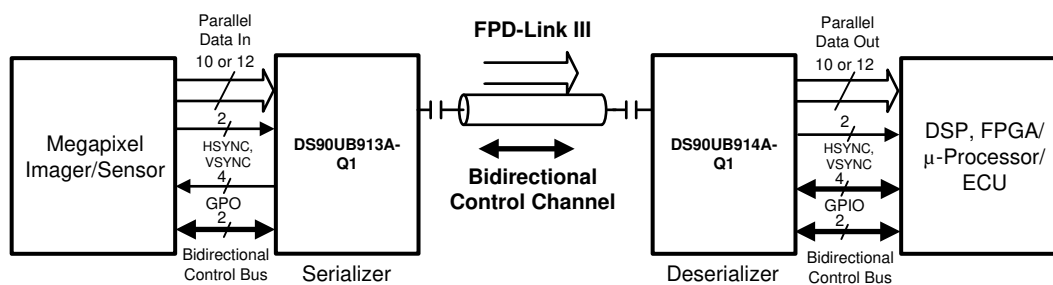 Parallel
Data In
10 or 12
FPD-Link III
Parallel
Data Out
10 or 12
Megapixel
Imager/Sensor
2
HSYNC,
VSYNC
4
GPO
2
Bidirectional
Control Bus
DS90UB913A-
Q1
Serializer
Bidirectional
Control Channel
DS90UB914A-
Q1
Deserializer
2
HSYNC,
VSYNC
4
GPIO
2
Bidirectional
Control Bus
DSP, FPGA/
μ-Processor/
ECU